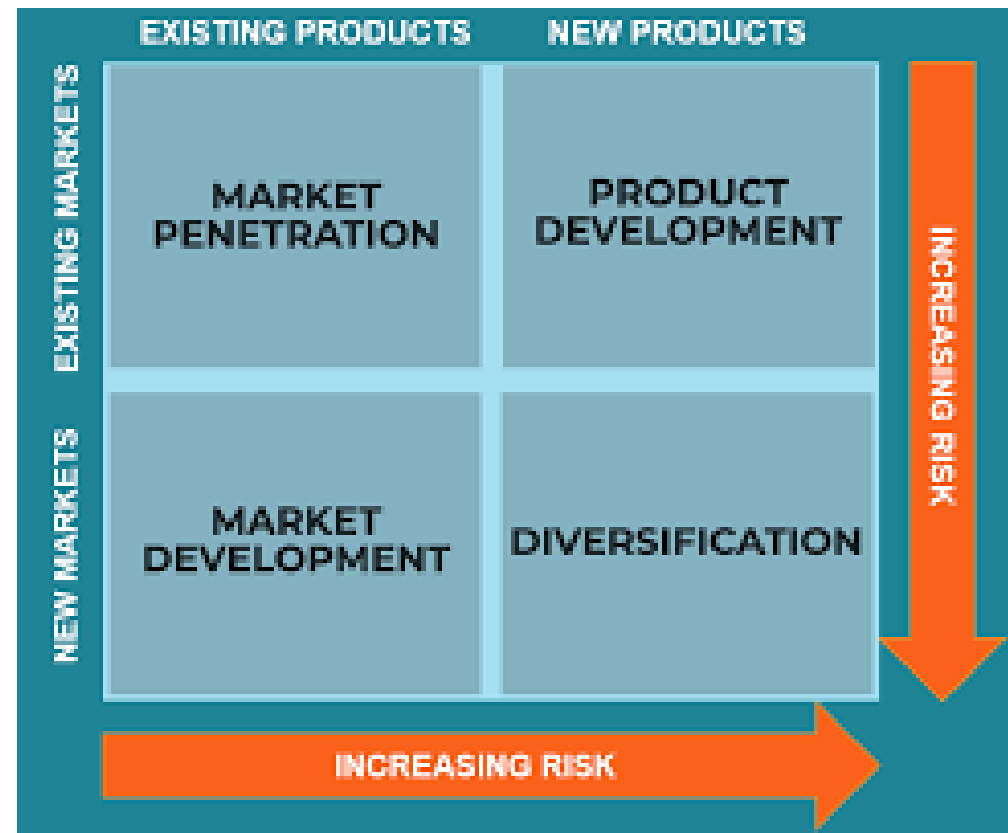 EXISTING PRODUCTS
NEW PRODUCTS
EXISTING MARKETS
MARKET
PENETRATION
PRODUCT
DEVELOPMENT
INCREASING RISK
NEW MARKETS
MARKET
DEVELOPMENT
DIVERSIFICATION
INCREASING RISK